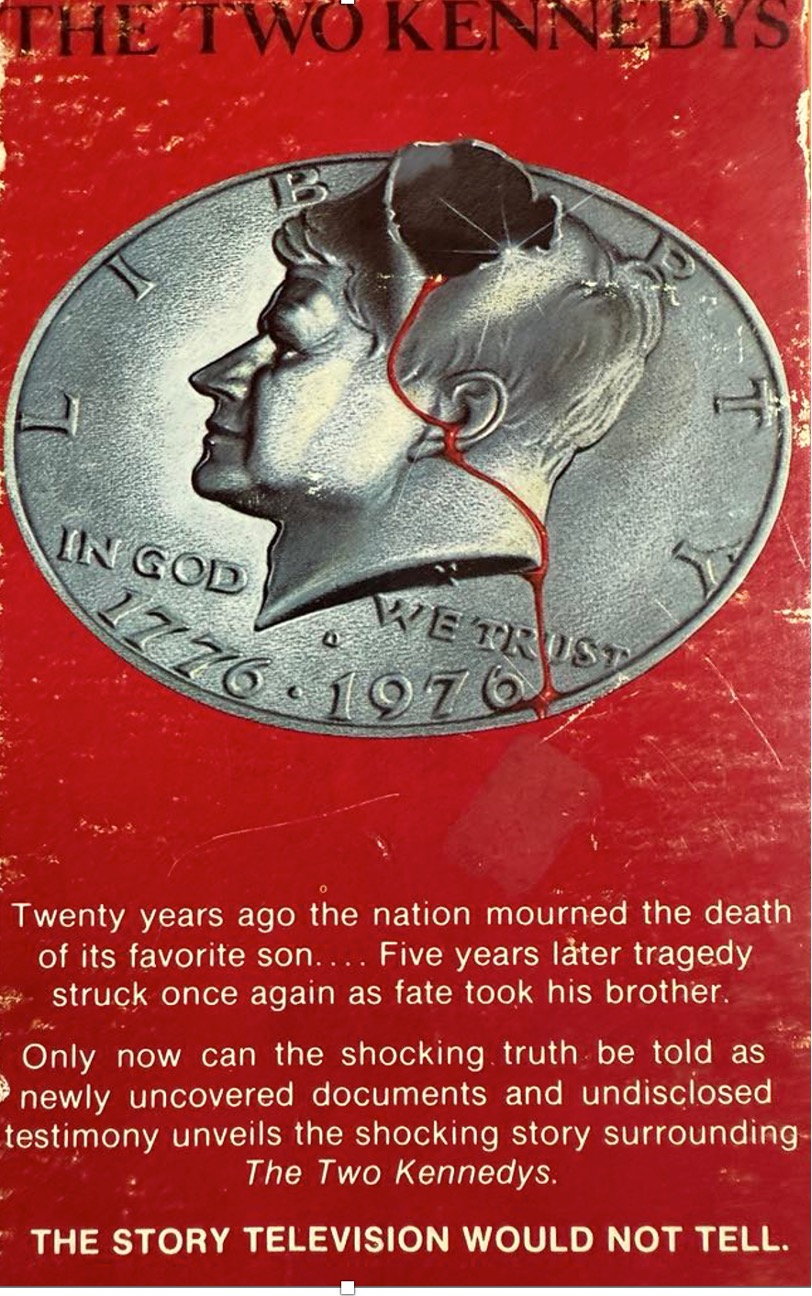 THE TWO KENNEDYS
LIBERTY
IN GOD
WE TRUST
1776 · 1976
Twenty years ago the nation mourned the death
of its favorite son.... Five years later tragedy
struck once again as fate took his brother.
Only now can the shocking truth be told as
newly uncovered documents and undisclosed
testimony unveils the shocking story surrounding
The Two Kennedys.
THE STORY TELEVISION WOULD NOT TELL.